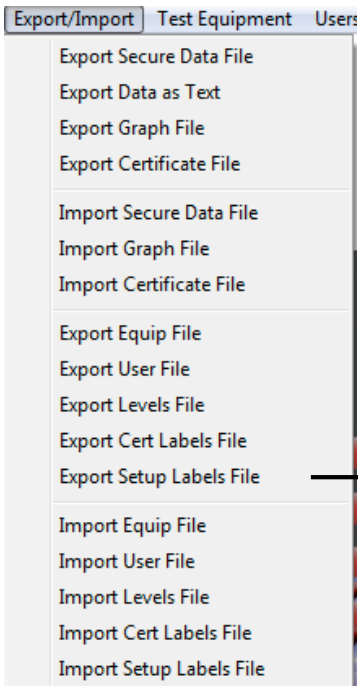 Export/Import Test Equipment Users
Export Secure Data File
Export Data as Text
Export Graph File
Export Certificate File
Import Secure Data File
Import Graph File
Import Certificate File
Export Equip File
Export User File
Export Levels File
Export Cert Labels File
Export Setup Labels File
Import Equip File
Import User File
Import Levels File
Import Cert Labels File
Import Setup Labels File